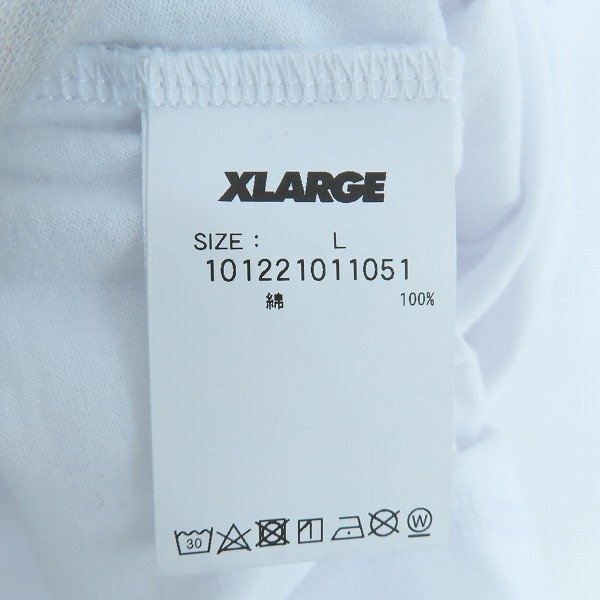 XLARGE
SIZE : L
101221011051
綿 100%
30
W